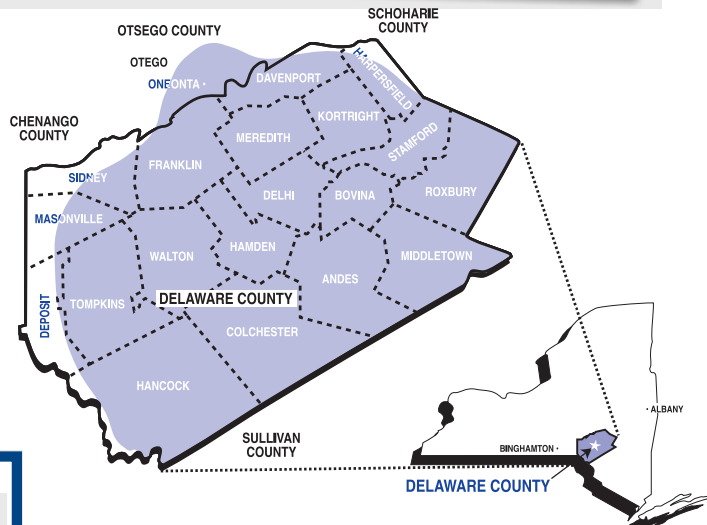 SCHOHARIE
COUNTY
OTSEGO COUNTY
OTEGO
ONEONTA
DAVENPORT
HARPERSFIELD
CHENANGO
COUNTY
KORTRIGHT
MEREDITH
STAMFORD
FRANKLIN
SIDNEY
DELHI
BOVINA
ROXBURY
MASONVILLE
HAMDEN
WALTON
MIDDLETOWN
ANDES
DEPOSIT
TOMPKINS
DELAWARE COUNTY
COLCHESTER
HANCOCK
SULLIVAN
COUNTY
ALBANY
BINGHAMTON
DELAWARE COUNTY